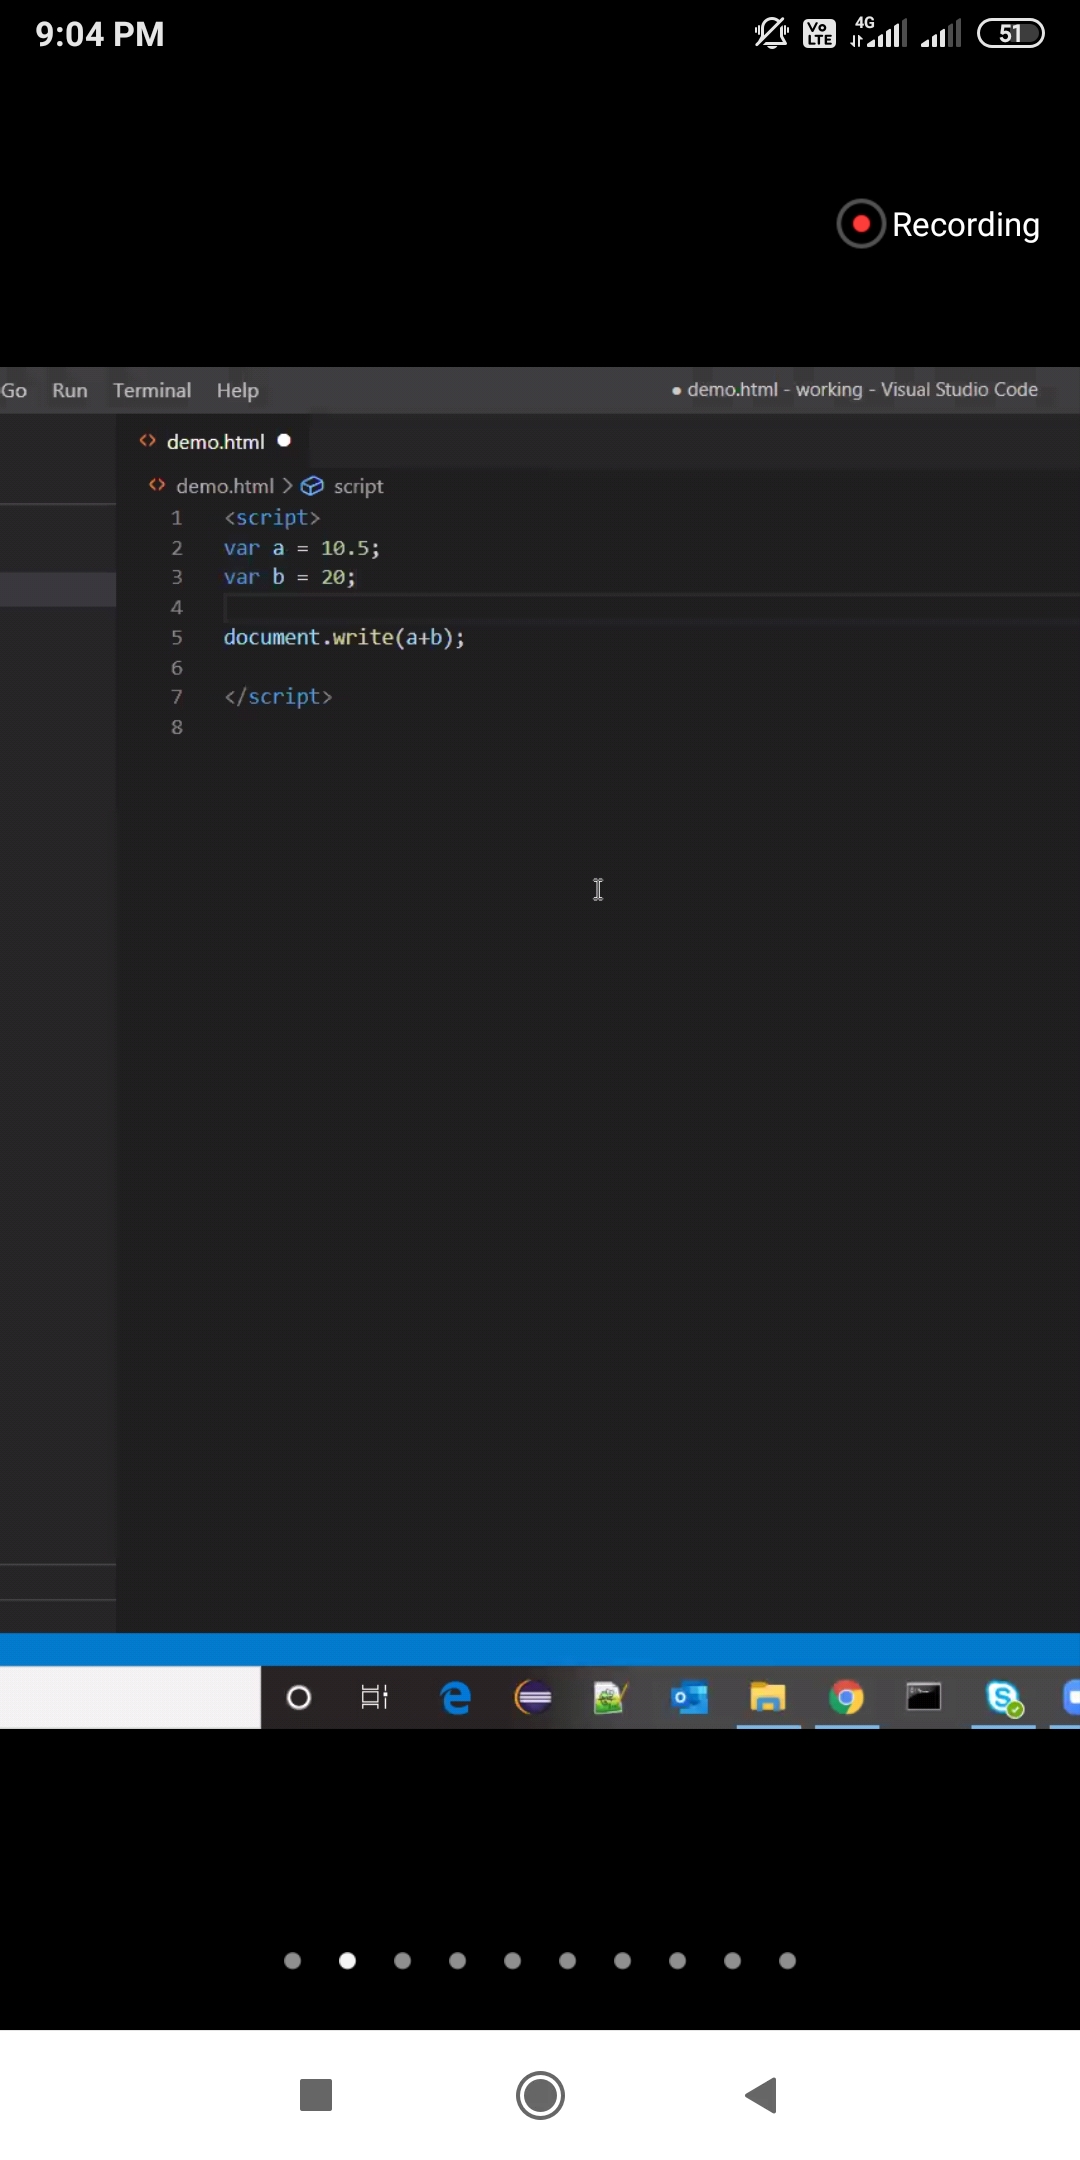 9:04 PM
Vo LTE 4G 51
Recording
Go Run Terminal Help ● demo.html - working - Visual Studio Code
<> demo.html ●
<> demo.html > script
1 <script>
2 var a = 10.5;
3 var b = 20;
4
5 document.write(a+b);
6
7 </script>
8